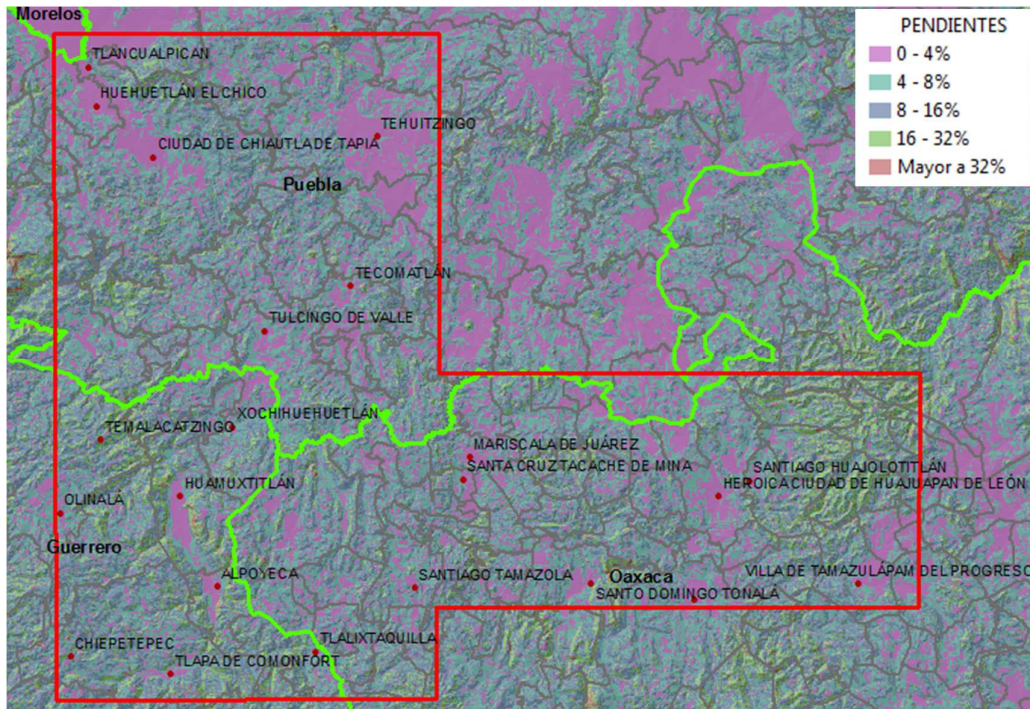 Morelos
PENDIENTES
0 - 4%
4 - 8%
8 - 16%
16 - 32%
Mayor a 32%
TLANCUALPICÁN
HUEHUETLÁN EL CHICO
TEHUITZINGO
CIUDAD DE CHIAUTLA DE TAPIA
Puebla
TECOMATLÁN
TULCINGO DE VALLE
XOCHIHUEHUETLÁN
TEMALACATZINGO
MARISCALA DE JUÁREZ
SANTA CRUZ TACACHE DE MINA
SANTIAGO HUAJOLOTITLÁN
HUAMUXTITLÁN
HEROICA CIUDAD DE HUAJUAPAN DE LEÓN
OLINALÁ
Guerrero
ALPOYECA
SANTIAGO TAMAZOLA
Oaxaca
VILLA DE TAMAZULÁPAM DEL PROGRESO
SANTO DOMINGO TONALÁ
CHIEPETEPEC
TLALIXTAQUILLA
TLAPA DE COMONFORT